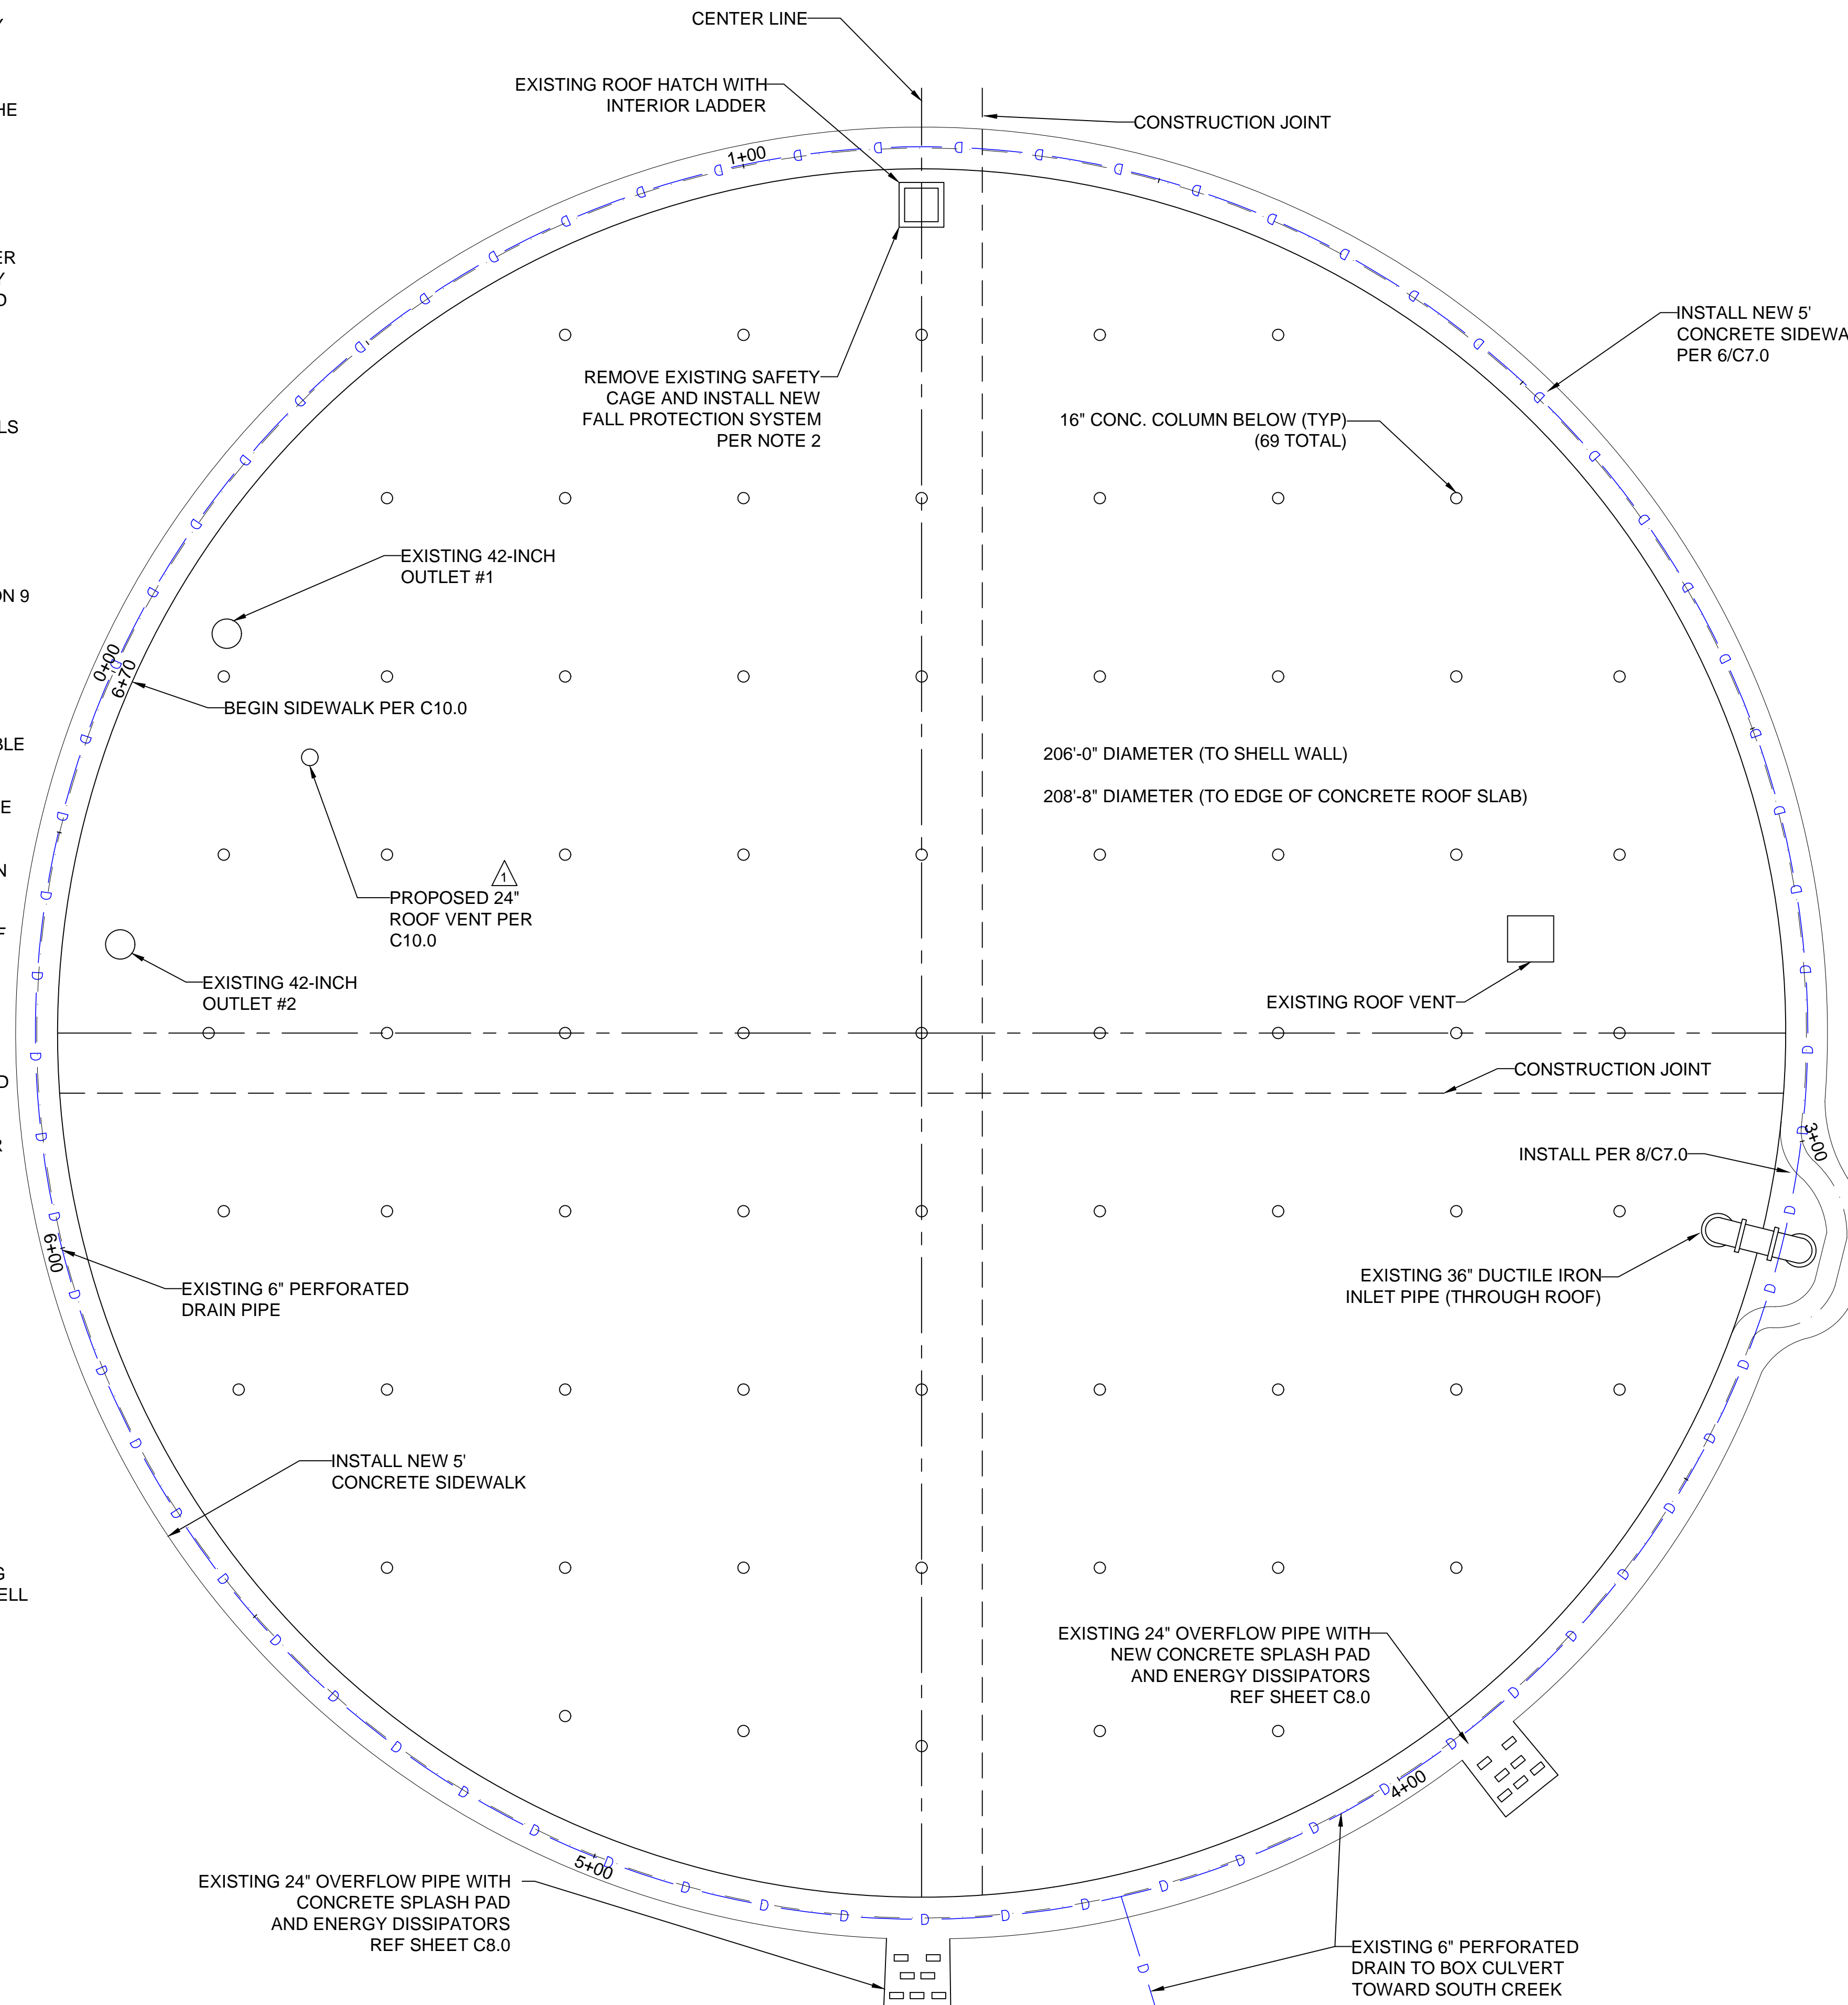 CENTER LINE
EXISTING ROOF HATCH WITH
INTERIOR LADDER
CONSTRUCTION JOINT
1+00
INSTALL NEW 5'
CONCRETE SIDEWA
PER 6/C7.0
REMOVE EXISTING SAFETY
CAGE AND INSTALL NEW
FALL PROTECTION SYSTEM
PER NOTE 2
16" CONC. COLUMN BELOW (TYP)
(69 TOTAL)
EXISTING 42-INCH
OUTLET #1
0+00
6+70
BEGIN SIDEWALK PER C10.0
206'-0" DIAMETER (TO SHELL WALL)
208'-8" DIAMETER (TO EDGE OF CONCRETE ROOF SLAB)
1
PROPOSED 24"
ROOF VENT PER
C10.0
EXISTING 42-INCH
OUTLET #2
EXISTING ROOF VENT
CONSTRUCTION JOINT
3+00
INSTALL PER 8/C7.0
6+00
EXISTING 6" PERFORATED
DRAIN PIPE
EXISTING 36" DUCTILE IRON
INLET PIPE (THROUGH ROOF)
INSTALL NEW 5'
CONCRETE SIDEWALK
EXISTING 24" OVERFLOW PIPE WITH
NEW CONCRETE SPLASH PAD
AND ENERGY DISSIPATORS
REF SHEET C8.0
4+00
5+00
EXISTING 24" OVERFLOW PIPE WITH
CONCRETE SPLASH PAD
AND ENERGY DISSIPATORS
REF SHEET C8.0
EXISTING 6" PERFORATED
DRAIN TO BOX CULVERT
TOWARD SOUTH CREEK